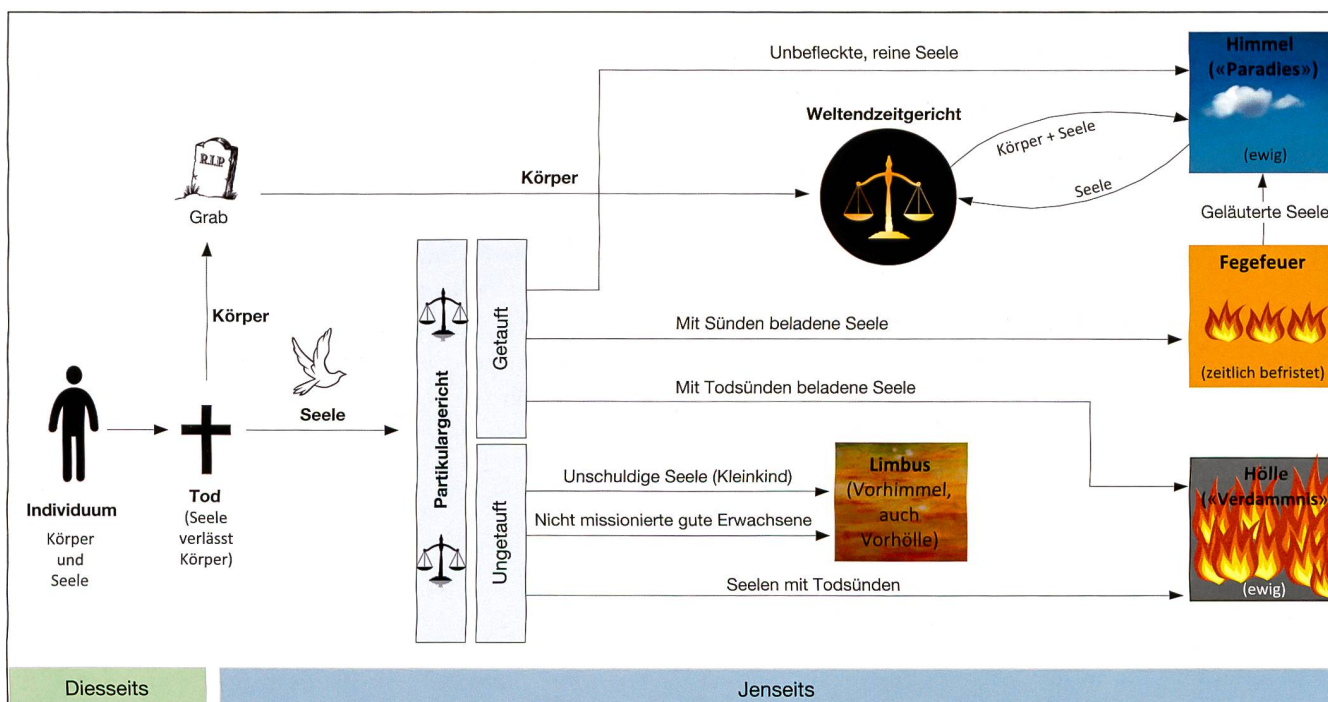 Unbefleckte, reine Seele
Himmel
(«Paradies»)
(ewig)
Weltendzeitgericht
Körper + Seele
Seele
R.I.P
Grab
Körper
Geläuterte Seele
Fegefeuer
(zeitlich befristet)
Körper
Seele
Partikulargericht
Getauft
Mit Sünden beladene Seele
Mit Todsünden beladene Seele
Individuum
Körper
und
Seele
Tod
(Seele
verlässt
Körper)
Ungetauft
Unschuldige Seele (Kleinkind)
Nicht missionierte gute Erwachsene
Seelen mit Todsünden
Limbus
(Vorhimmel,
auch
Vorhölle)
Hölle
(«Verdammnis»
(ewig)
Diesseits
Jenseits